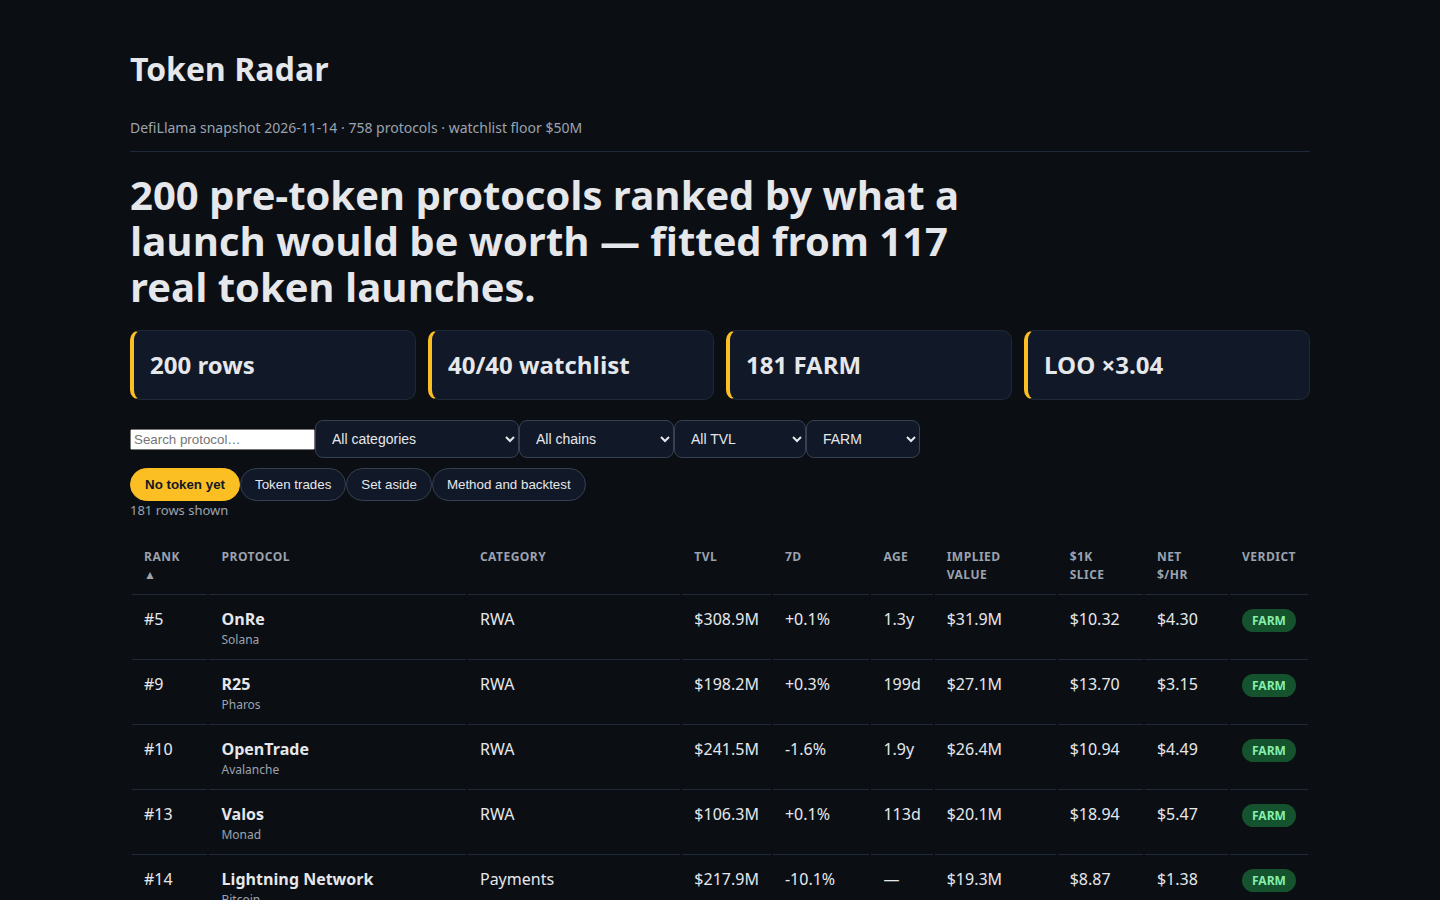 Token Radar
DefiLlama snapshot 2026-11-14 · 758 protocols · watchlist floor $50M
200 pre-token protocols ranked by what a
launch would be worth — fitted from 117
real token launches.
200 rows
40/40 watchlist
181 FARM
LOO ×3.04
Search protocol… All categories All chains All TVL FARM
No token yet Token trades Set aside Method and backtest
181 rows shown
RANK ▲ PROTOCOL CATEGORY TVL 7D AGE IMPLIED VALUE $1K SLICE NET $/HR VERDICT
#5 OnRe RWA $308.9M +0.1% 1.3y $31.9M $10.32 $4.30 FARM
Solana
#9 R25 RWA $198.2M +0.3% 199d $27.1M $13.70 $3.15 FARM
Pharos
#10 OpenTrade RWA $241.5M -1.6% 1.9y $26.4M $10.94 $4.49 FARM
Avalanche
#13 Valos RWA $106.3M +0.1% 113d $20.1M $18.94 $5.47 FARM
Monad
#14 Lightning Network Payments $217.9M -10.1% — $19.3M $8.87 $1.38 FARM
Bitcoin